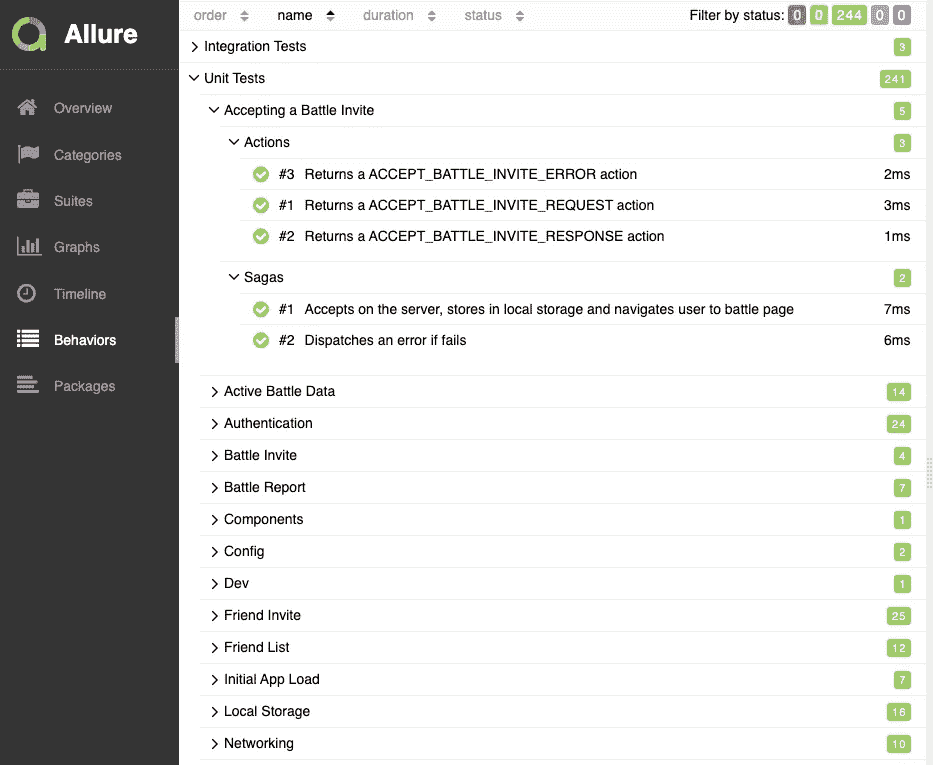 Allure
Overview
Categories
Suites
Graphs
Timeline
Behaviors
Packages
order name duration status Filter by status: 0 0 244 0 0
Integration Tests 3
Unit Tests 241
Accepting a Battle Invite 5
Actions 3
#3 Returns a ACCEPT_BATTLE_INVITE_ERROR action 2ms
#1 Returns a ACCEPT_BATTLE_INVITE_REQUEST action 3ms
#2 Returns a ACCEPT_BATTLE_INVITE_RESPONSE action 1ms
Sagas 2
#1 Accepts on the server, stores in local storage and navigates user to battle page 7ms
#2 Dispatches an error if fails 6ms
Active Battle Data 14
Authentication 24
Battle Invite 4
Battle Report 7
Components 1
Config 2
Dev 1
Friend Invite 25
Friend List 12
Initial App Load 7
Local Storage 16
Networking 10